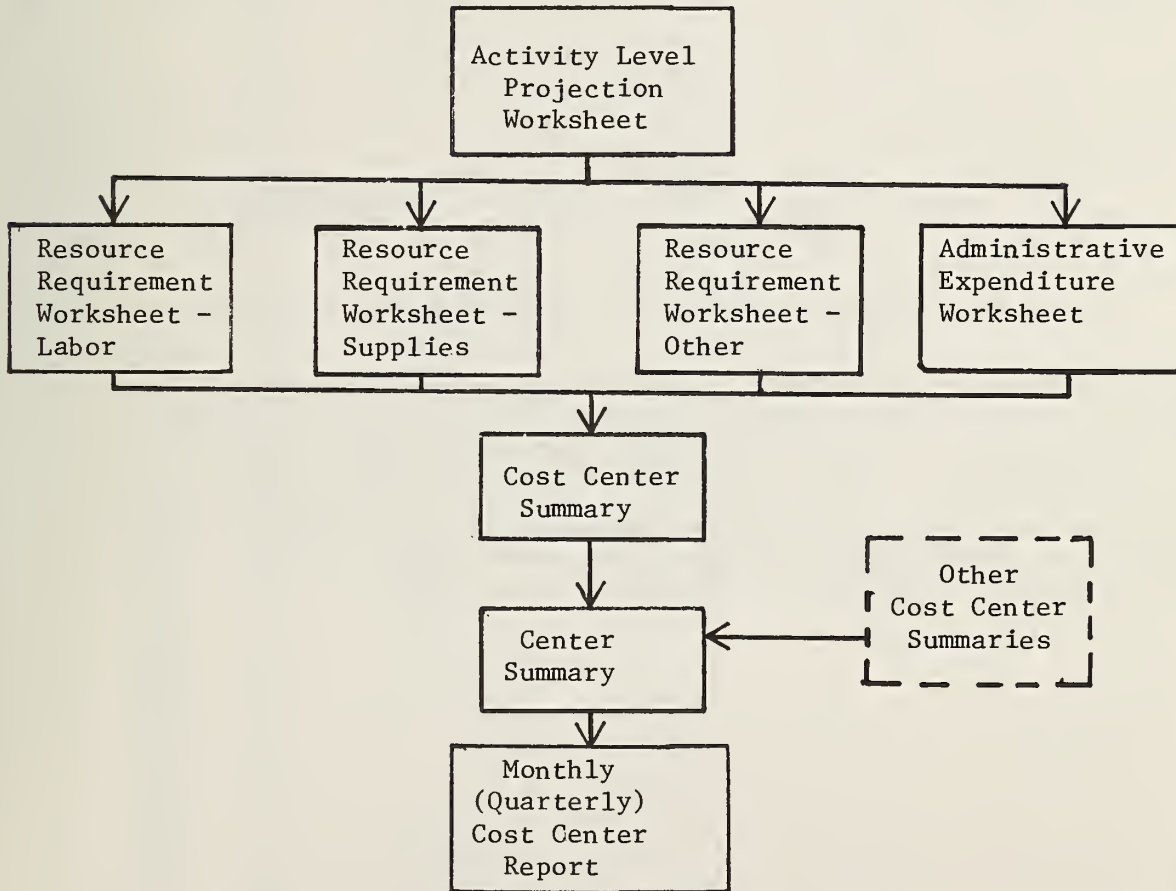 Activity Level
Projection
Worksheet
Resource
Requirement
Worksheet -
Labor
Resource
Requirement
Worksheet -
Supplies
Resource
Requirement
Worksheet -
Other
Administrative
Expenditure
Worksheet
Cost Center
Summary
Other
Cost Center
Summaries
Center
Summary
Monthly
(Quarterly)
Cost Center
Report